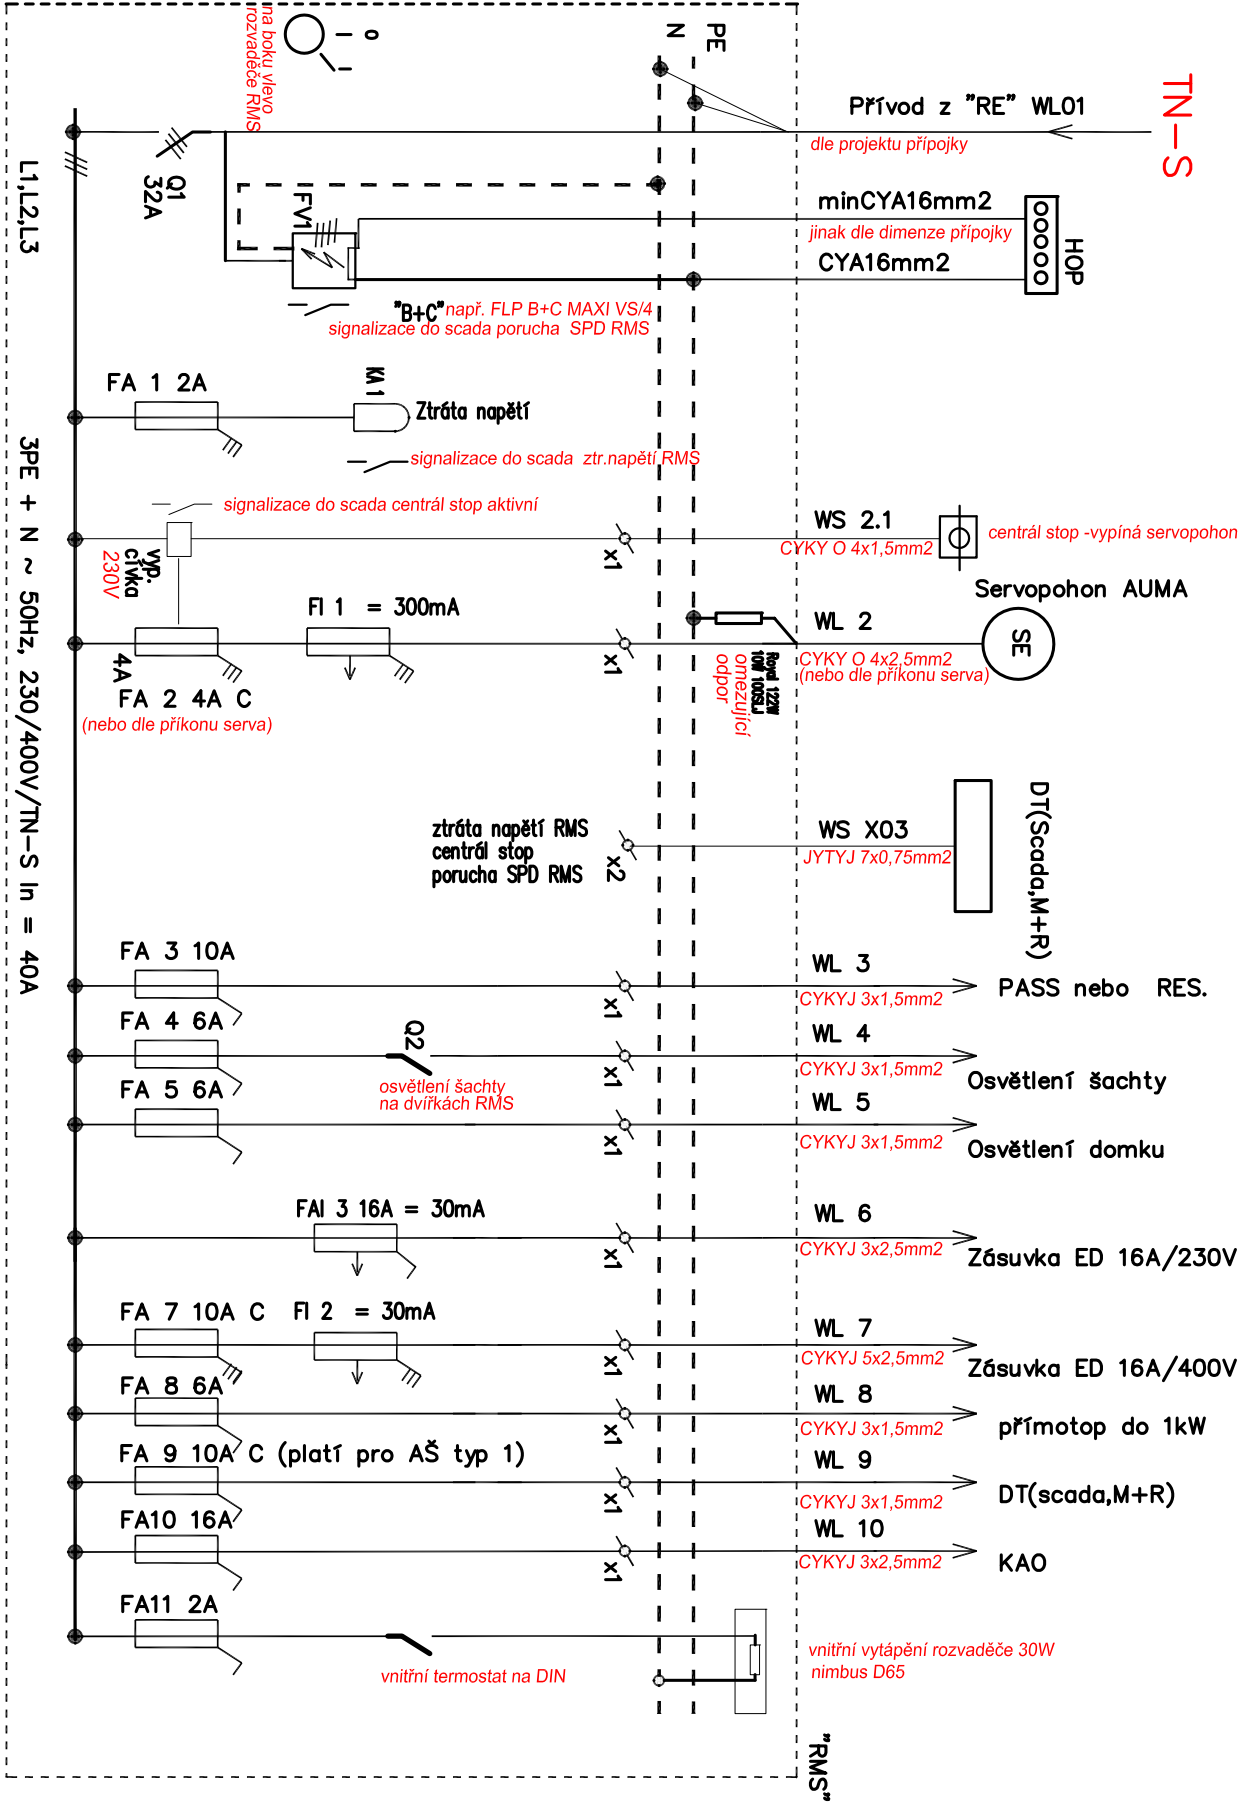 na boku vlevo
rozvaděče RMS
0
I
N
PE
TN-S
Přívod z "RE" WL01
dle projektu přípojky
Q1
32A
L1,L2,L3
FV1
minCYA16mm2
jinak dle dimenze přípojky
CYA16mm2
HOP
"B+C" např. FLP B+C MAXI VS/4
signalizace do scada porucha SPD RMS
FA 1 2A
KA 1
Ztráta napětí
signalizace do scada ztr.napětí RMS
3PE + N ~ 50Hz, 230/400V/TN-S In = 40A
signalizace do scada centrál stop aktivní
vyp.
cívka
230V
x1
WS 2.1
CYKY O 4x1,5mm2
centrál stop -vypíná servopohon
Servopohon AUMA
FI 1 = 300mA
4A
FA 2 4A C
(nebo dle příkonu serva)
x1
WL 2
CYKY O 4x2,5mm2
(nebo dle příkonu serva)
SE
omezující
odpor
ztráta napětí RMS
centrál stop
porucha SPD RMS
x2
WS X03
JYTYJ 7x0,75mm2
DT(Scada,M+R)
FA 3 10A
x1
WL 3
CYKYJ 3x1,5mm2
PASS nebo RES.
FA 4 6A
Q2
osvětlení šachty
na dvířkách RMS
x1
WL 4
CYKYJ 3x1,5mm2
Osvětlení šachty
FA 5 6A
x1
WL 5
CYKYJ 3x1,5mm2
Osvětlení domku
FAI 3 16A = 30mA
x1
WL 6
CYKYJ 3x2,5mm2
Zásuvka ED 16A/230V
FA 7 10A C
FI 2 = 30mA
x1
WL 7
CYKYJ 5x2,5mm2
Zásuvka ED 16A/400V
FA 8 6A
x1
WL 8
CYKYJ 3x1,5mm2
přímotop do 1kW
FA 9 10A C (platí pro AŠ typ 1)
x1
WL 9
CYKYJ 3x1,5mm2
DT(scada,M+R)
FA10 16A
x1
WL 10
CYKYJ 3x2,5mm2
KAO
FA11 2A
vnitřní termostat na DIN
vnitřní vytápění rozvaděče 30W
nimbus D65
"RMS"